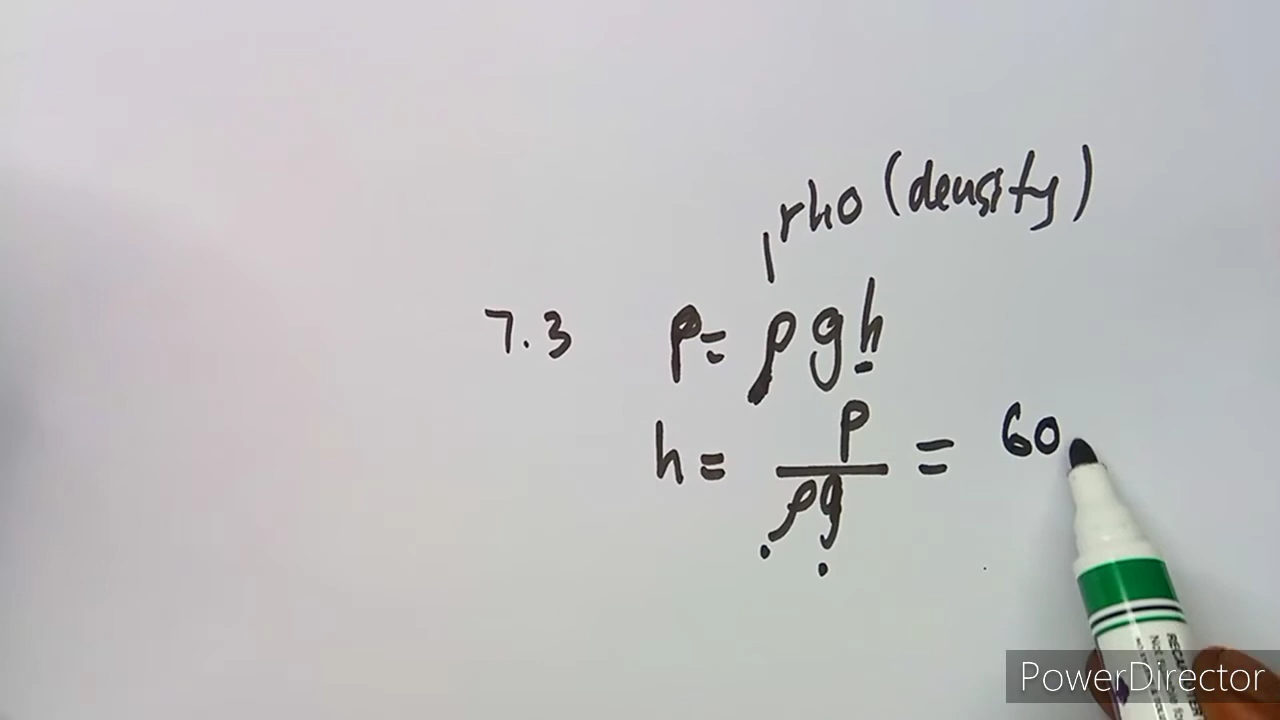 rho (density)
7.3 P = ρgh
h = P / ρg = 60
PowerDirector